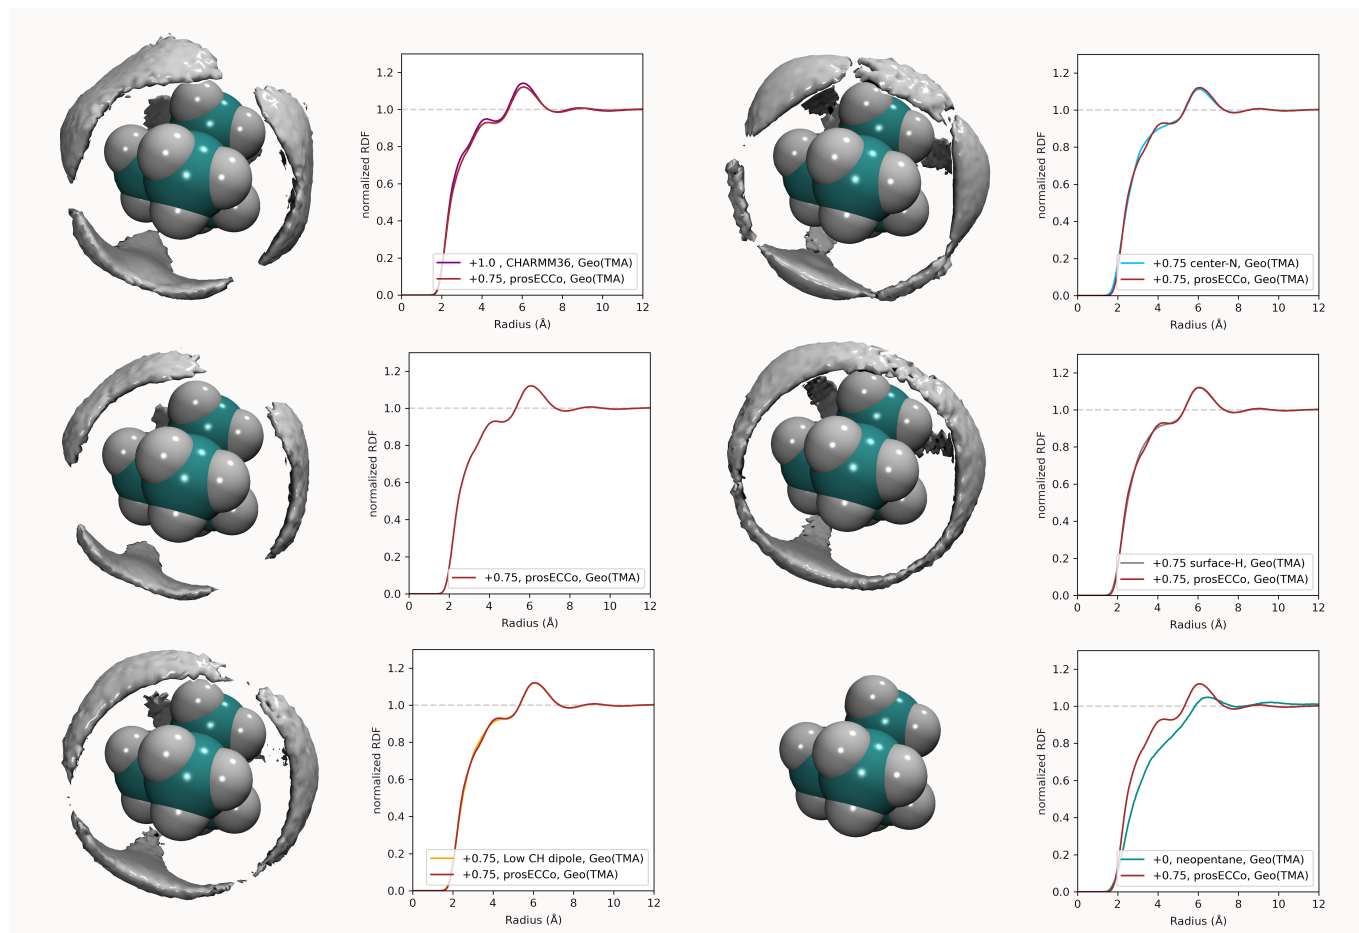 1.2
1.0
0.8
0.6
0.4
0.2
0.0
normalized RDF
+1.0 , CHARMM36, Geo(TMA)
+0.75, prosECCo, Geo(TMA)
0 2 4 6 8 10 12
Radius (Å)
1.2
1.0
0.8
0.6
0.4
0.2
0.0
normalized RDF
+0.75 center-N, Geo(TMA)
+0.75, prosECCo, Geo(TMA)
0 2 4 6 8 10 12
Radius (Å)
1.2
1.0
0.8
0.6
0.4
0.2
0.0
normalized RDF
+0.75, prosECCo, Geo(TMA)
0 2 4 6 8 10 12
Radius (Å)
1.2
1.0
0.8
0.6
0.4
0.2
0.0
normalized RDF
+0.75 surface-H, Geo(TMA)
+0.75, prosECCo, Geo(TMA)
0 2 4 6 8 10 12
Radius (Å)
1.2
1.0
0.8
0.6
0.4
0.2
0.0
normalized RDF
+0.75, Low CH dipole, Geo(TMA)
+0.75, prosECCo, Geo(TMA)
0 2 4 6 8 10 12
Radius (Å)
1.2
1.0
0.8
0.6
0.4
0.2
0.0
normalized RDF
+0, neopentane, Geo(TMA)
+0.75, prosECCo, Geo(TMA)
0 2 4 6 8 10 12
Radius (Å)